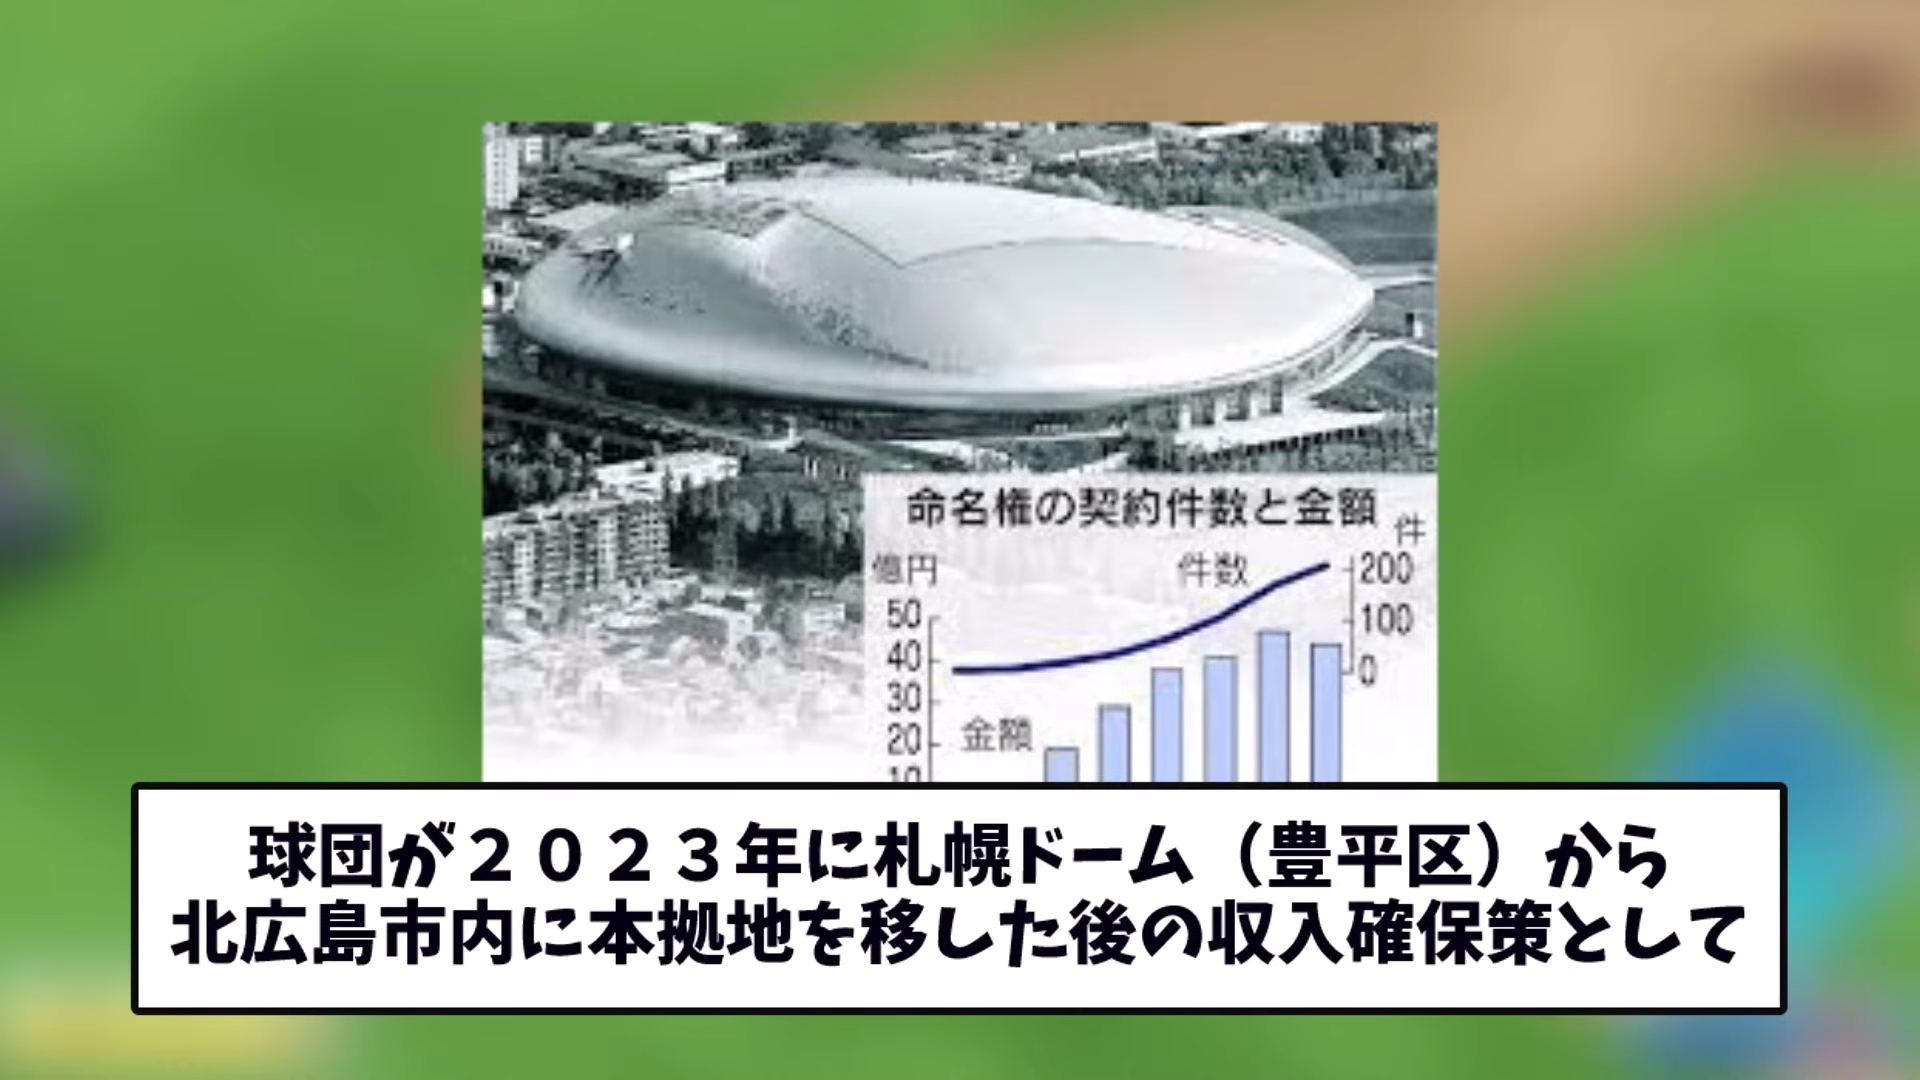 命名権の契約件数と金額
件
億円
件数
200
50
100
40
0
30
金額
20
10
球団が２０２３年に札幌ドーム（豊平区）から
北広島市内に本拠地を移した後の収入確保策として